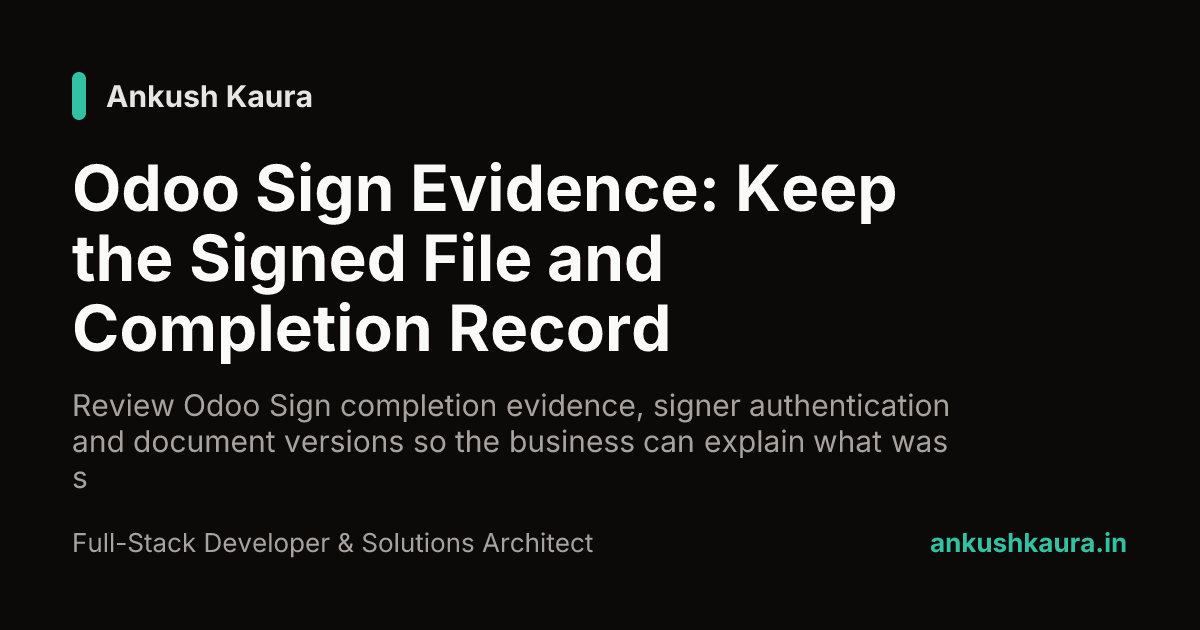 Ankush Kaura
Odoo Sign Evidence: Keep
the Signed File and
Completion Record
Review Odoo Sign completion evidence, signer authentication
and document versions so the business can explain what was
s
Full-Stack Developer & Solutions Architect
ankushkaura.in